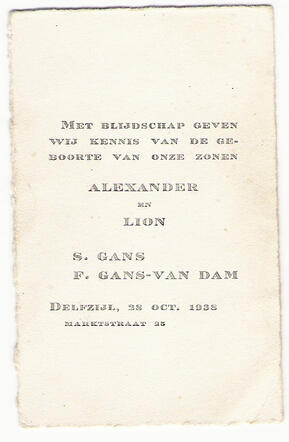 MET BLIJDSCHAP GEVEN
WIJ KENNIS VAN DE GE-
BOORTE VAN ONZE ZONEN
ALEXANDER
EN
LION
S. GANS
F. GANS-VAN DAM
DELFZIJL, 28 OCT. 1938
MARKTSTRAAT 25